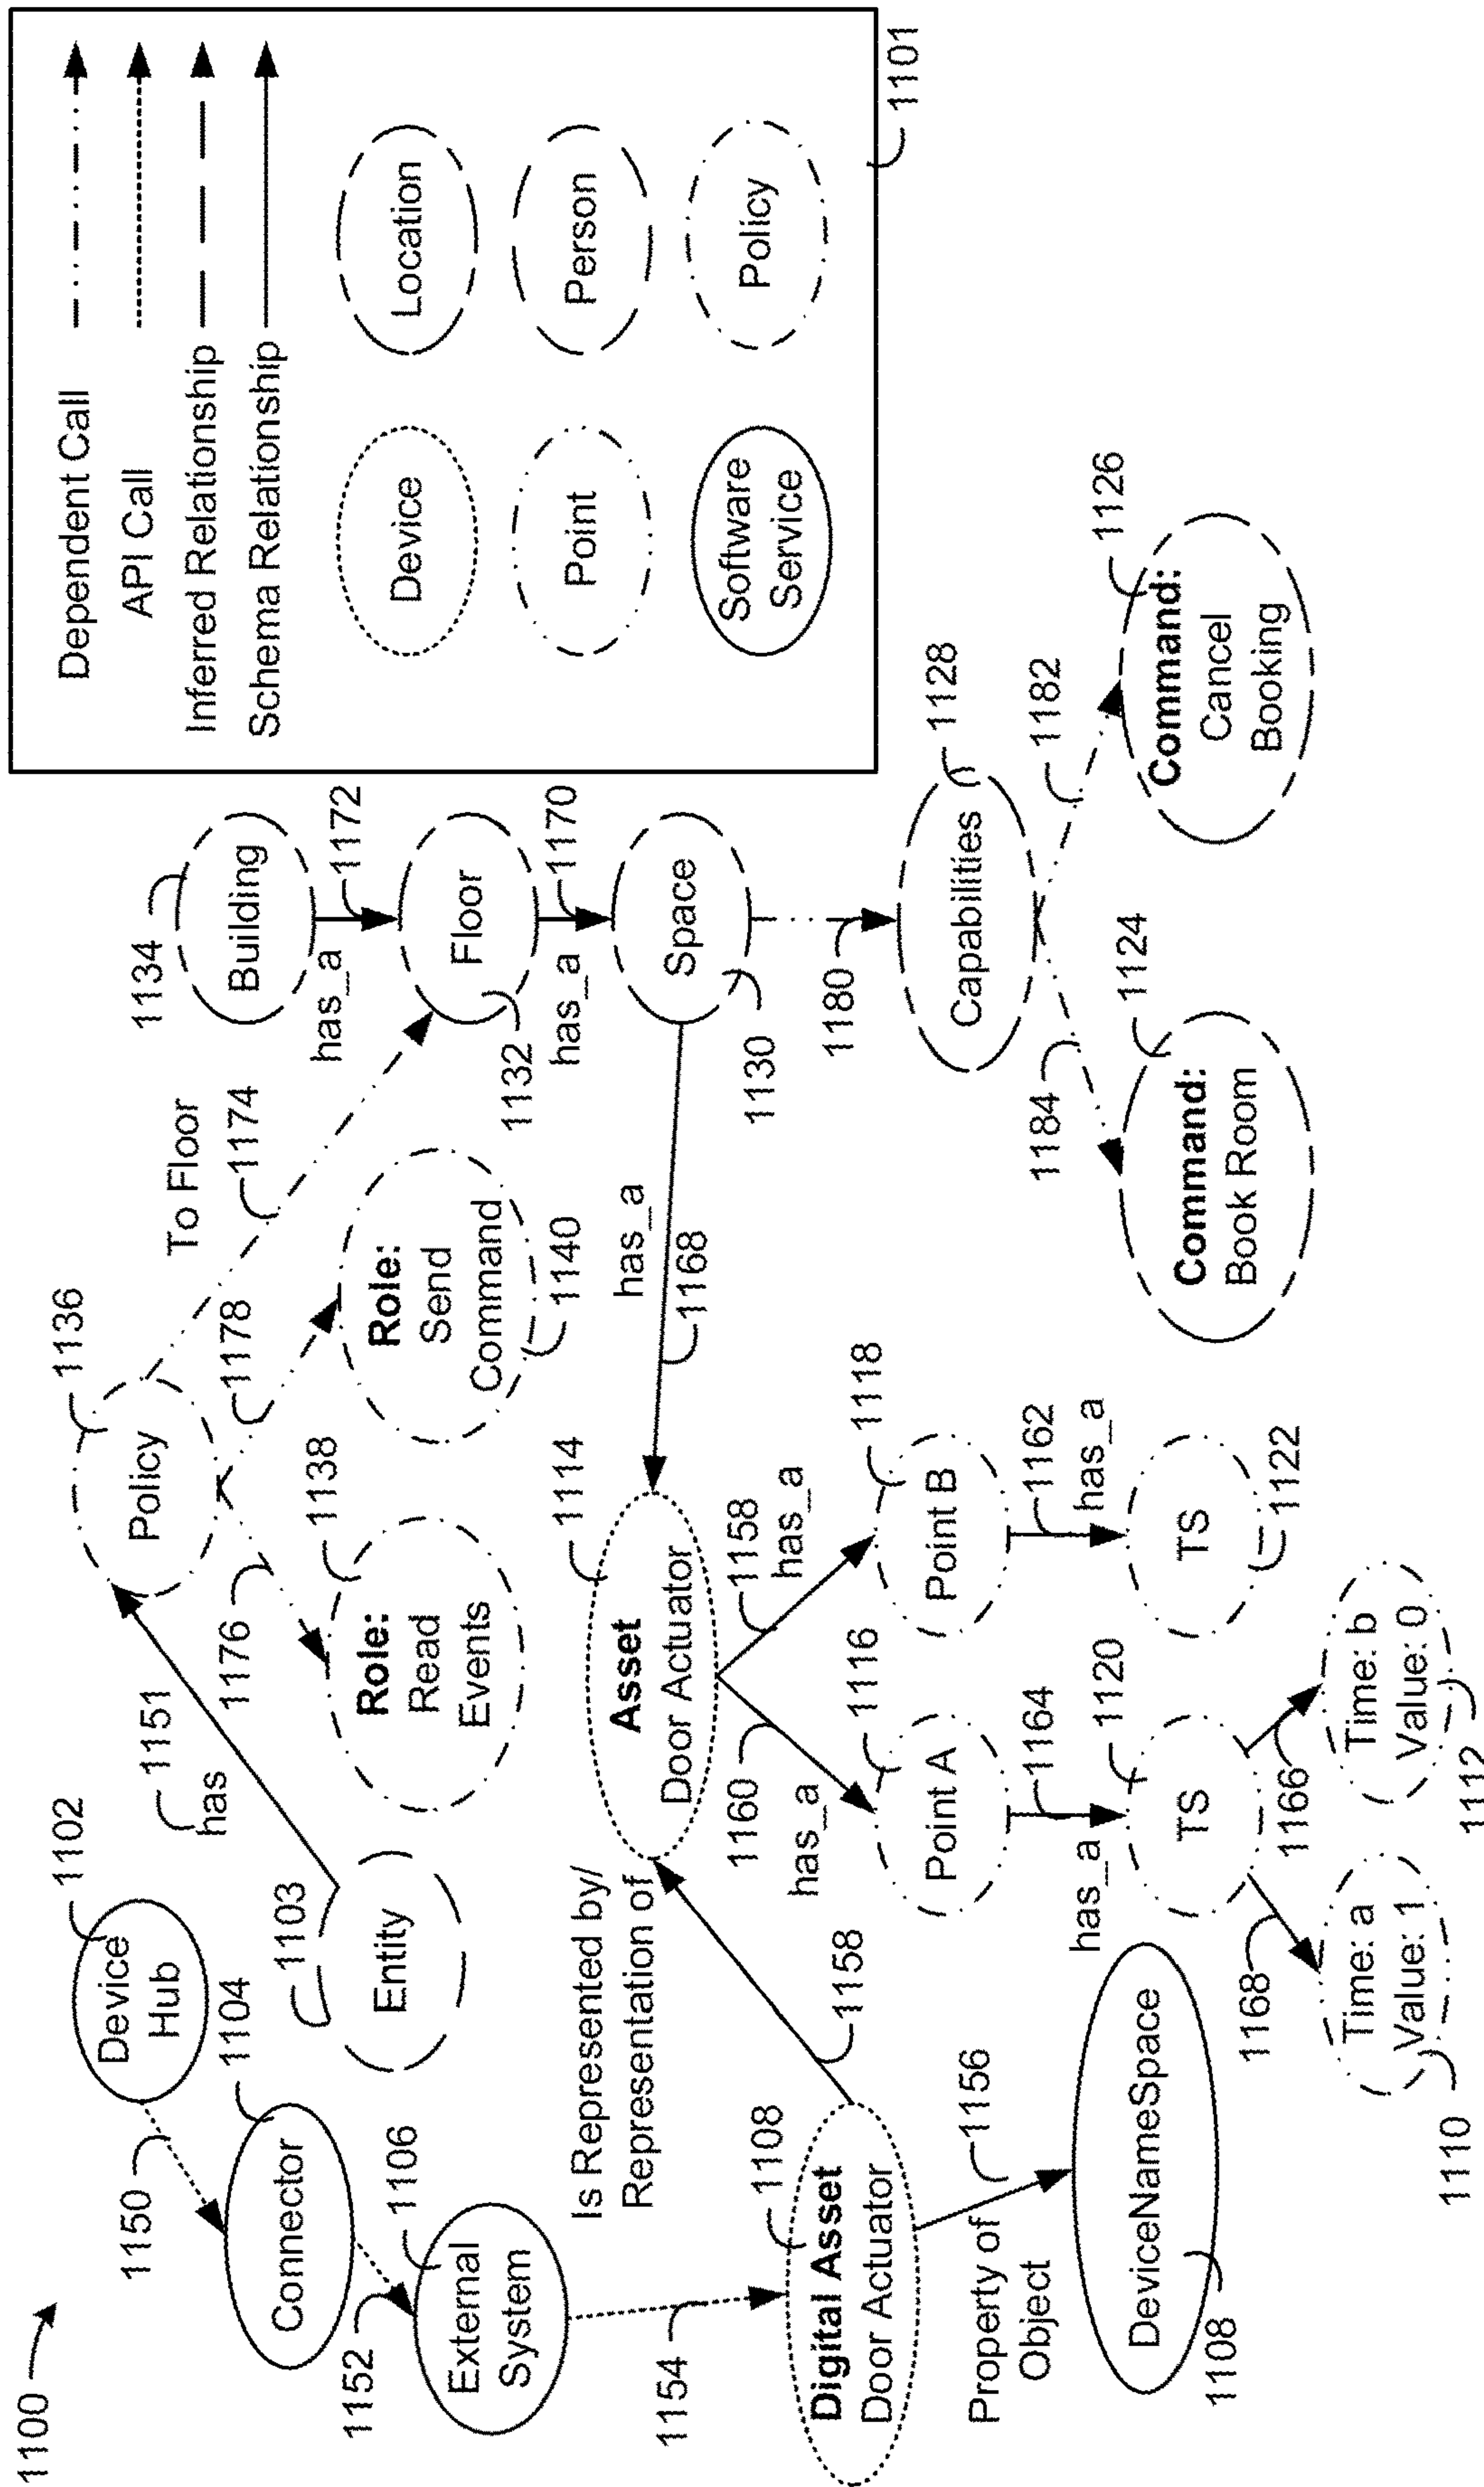 1100
1150
Device
Hub
1102
Connector
1104
1152
External
System
1106
1154
Digital Asset
Door Actuator
1108
Property of
Object
1156
DeviceNameSpace
1108
Is Represented by/
Representation of
1158
Entity
1103
has
1151
Policy
1136
1176
1178
Role:
Read
Events
1138
Role:
Send
Command
1140
To Floor
1174
Building
1134
has_a
1172
Floor
1132
has_a
1170
Space
1130
has_a
1168
Asset
Door Actuator
1114
1160
has_a
1158
has_a
Point A
1116
Point B
1118
has_a
1164
1162
has_a
TS
1120
TS
1122
1168
1166
Time: a
Value: 1
1110
Time: b
Value: 0
1112
1180
Capabilities
1128
1184
1182
Command:
Book Room
1124
Command:
Cancel
Booking
1126
Dependent Call
API Call
Inferred Relationship
Schema Relationship
Device
Location
Point
Person
Software
Service
Policy
1101